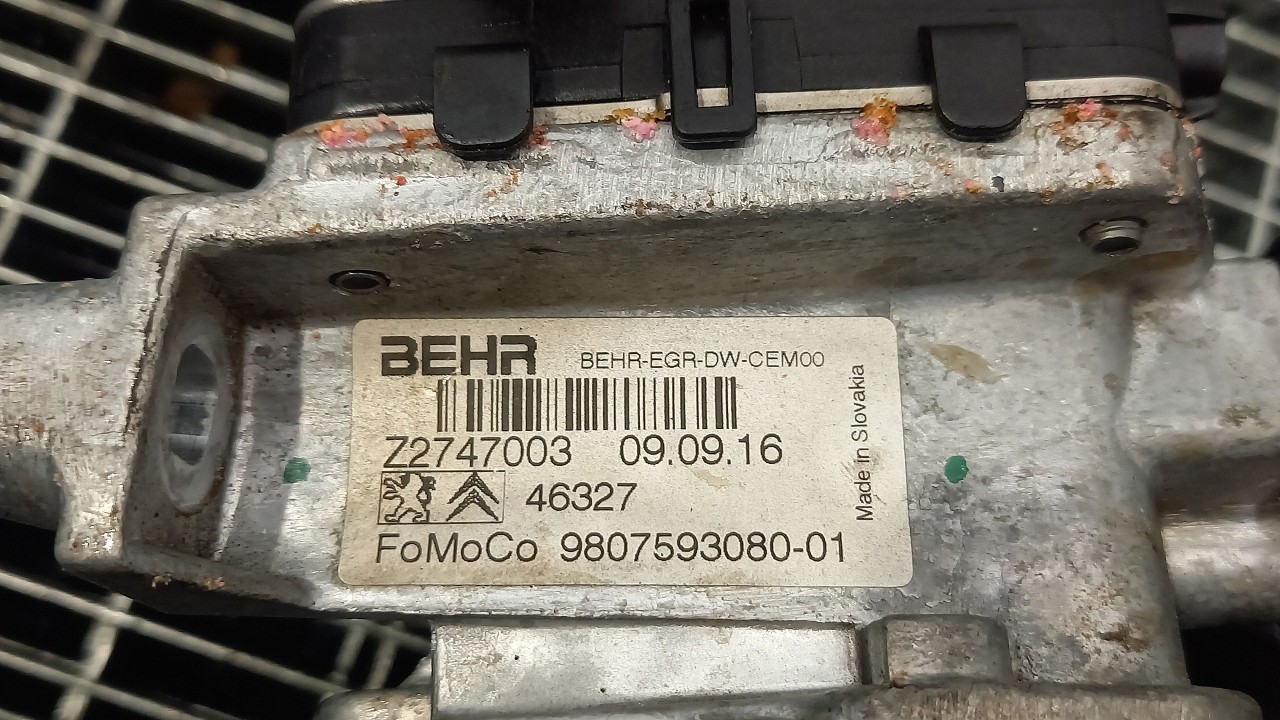 BEHR BEHR-EGR-DW-CEM00
Z2747003 09.09.16
46327
FoMoCo 9807593080-01
Made in Slovakia